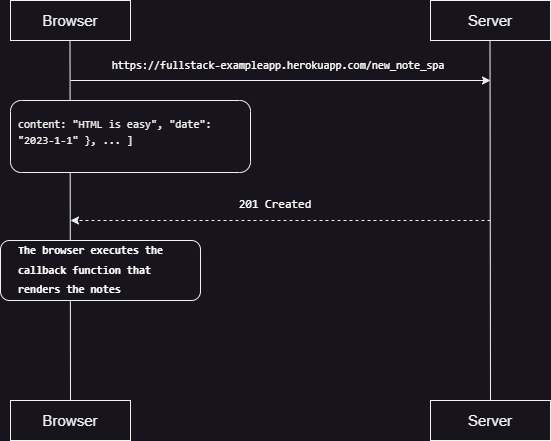 Browser
Server
https://fullstack-exampleapp.herokuapp.com/new_note_spa
content: "HTML is easy", "date":
"2023-1-1" }, ... ]
201 Created
The browser executes the
callback function that
renders the notes
Browser
Server